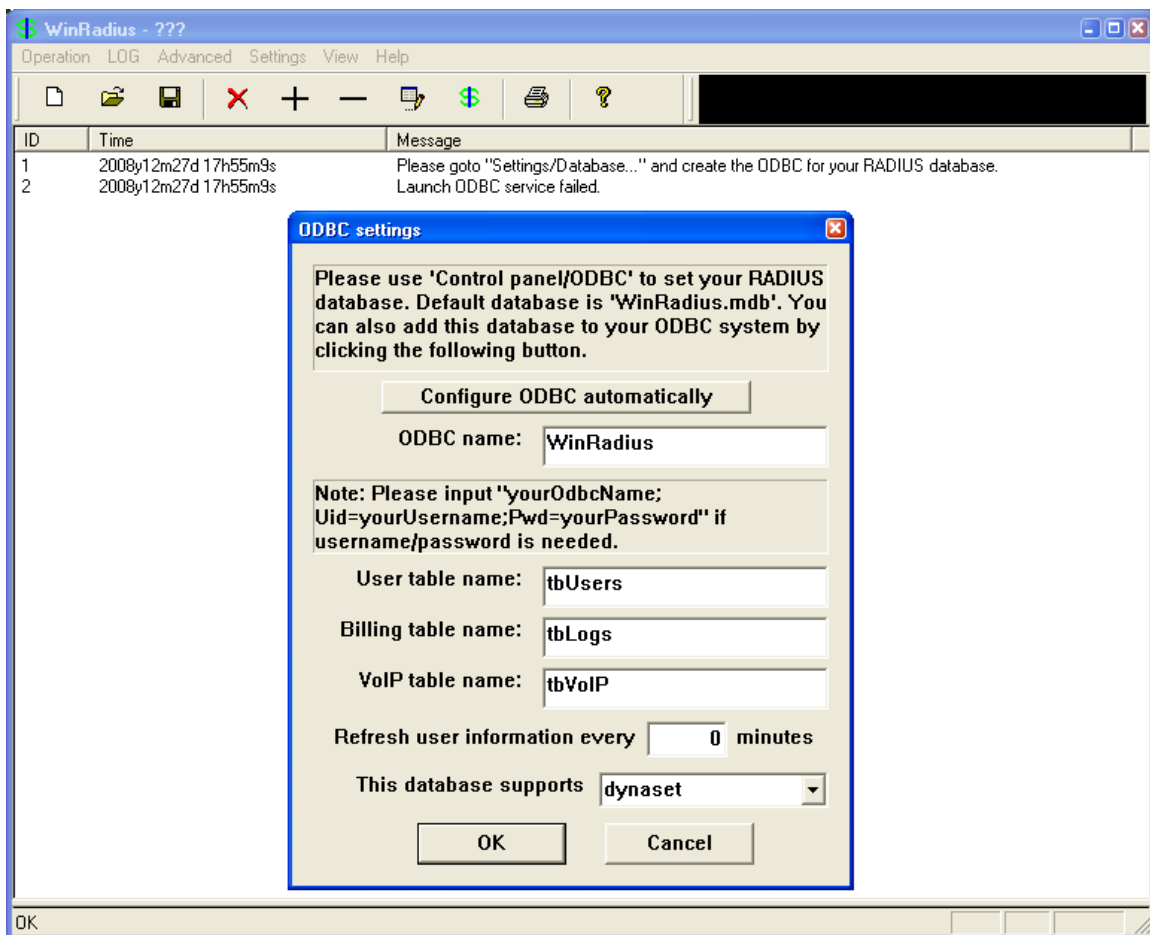 WinRadius - ???
Operation LOG Advanced Settings View Help
ID Time Message
1 2008y12m27d 17h55m9s Please goto "Settings/Database..." and create the ODBC for your RADIUS database.
2 2008y12m27d 17h55m9s Launch ODBC service failed.
ODBC settings
Please use 'Control panel/ODBC' to set your RADIUS
database. Default database is 'WinRadius.mdb'. You
can also add this database to your ODBC system by
clicking the following button.
Configure ODBC automatically
ODBC name: WinRadius
Note: Please input "yourOdbcName;
Uid=yourUsername;Pwd=yourPassword" if
username/password is needed.
User table name: tbUsers
Billing table name: tbLogs
VoIP table name: tbVoIP
Refresh user information every 0 minutes
This database supports dynaset
OK Cancel
OK